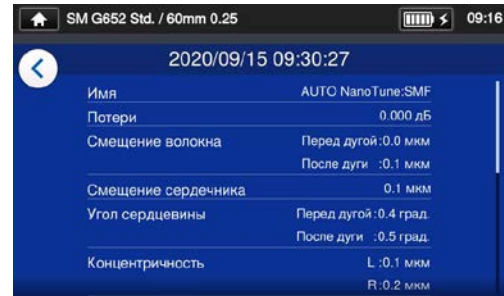 SM G652 Std. / 60mm 0.25 09:16
2020/09/15 09:30:27
Имя AUTO NanoTune:SMF
Потери 0.000 дБ
Смещение волокна Перед дугой:0.0 мкм
После дуги :0.1 мкм
Смещение сердечника 0.1 мкм
Угол сердцевины Перед дугой:0.4 град.
После дуги :0.5 град.
Концентричность L :0.1 мкм
R :0.2 мкм